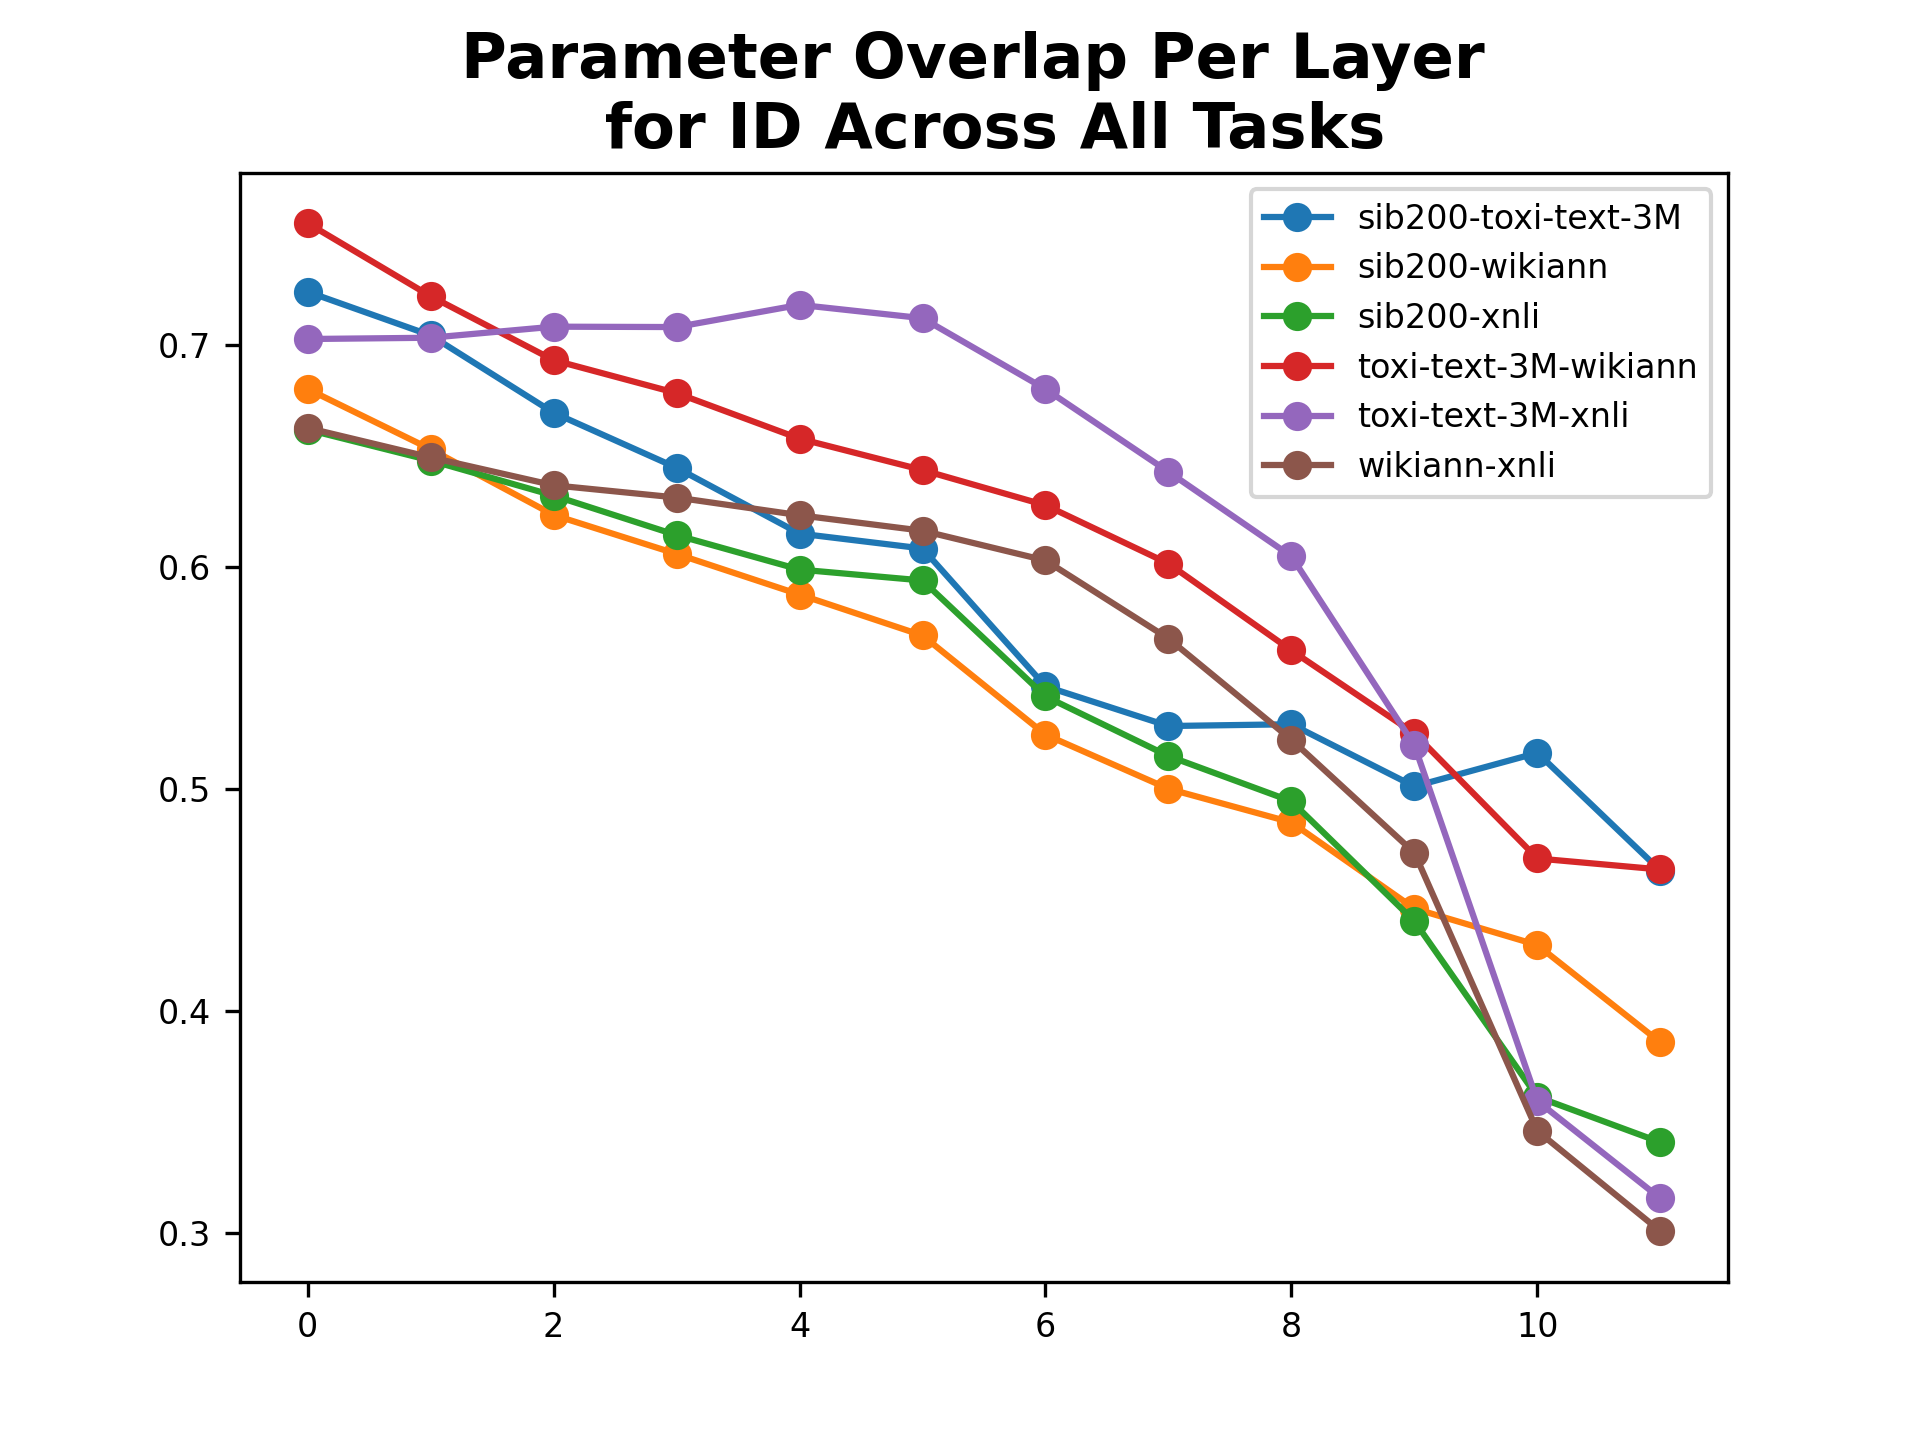 Parameter Overlap Per Layer
for ID Across All Tasks
sib200-toxi-text-3M
sib200-wikiann
sib200-xnli
toxi-text-3M-wikiann
toxi-text-3M-xnli
wikiann-xnli
0.7
0.6
0.5
0.4
0.3
0 2 4 6 8 10